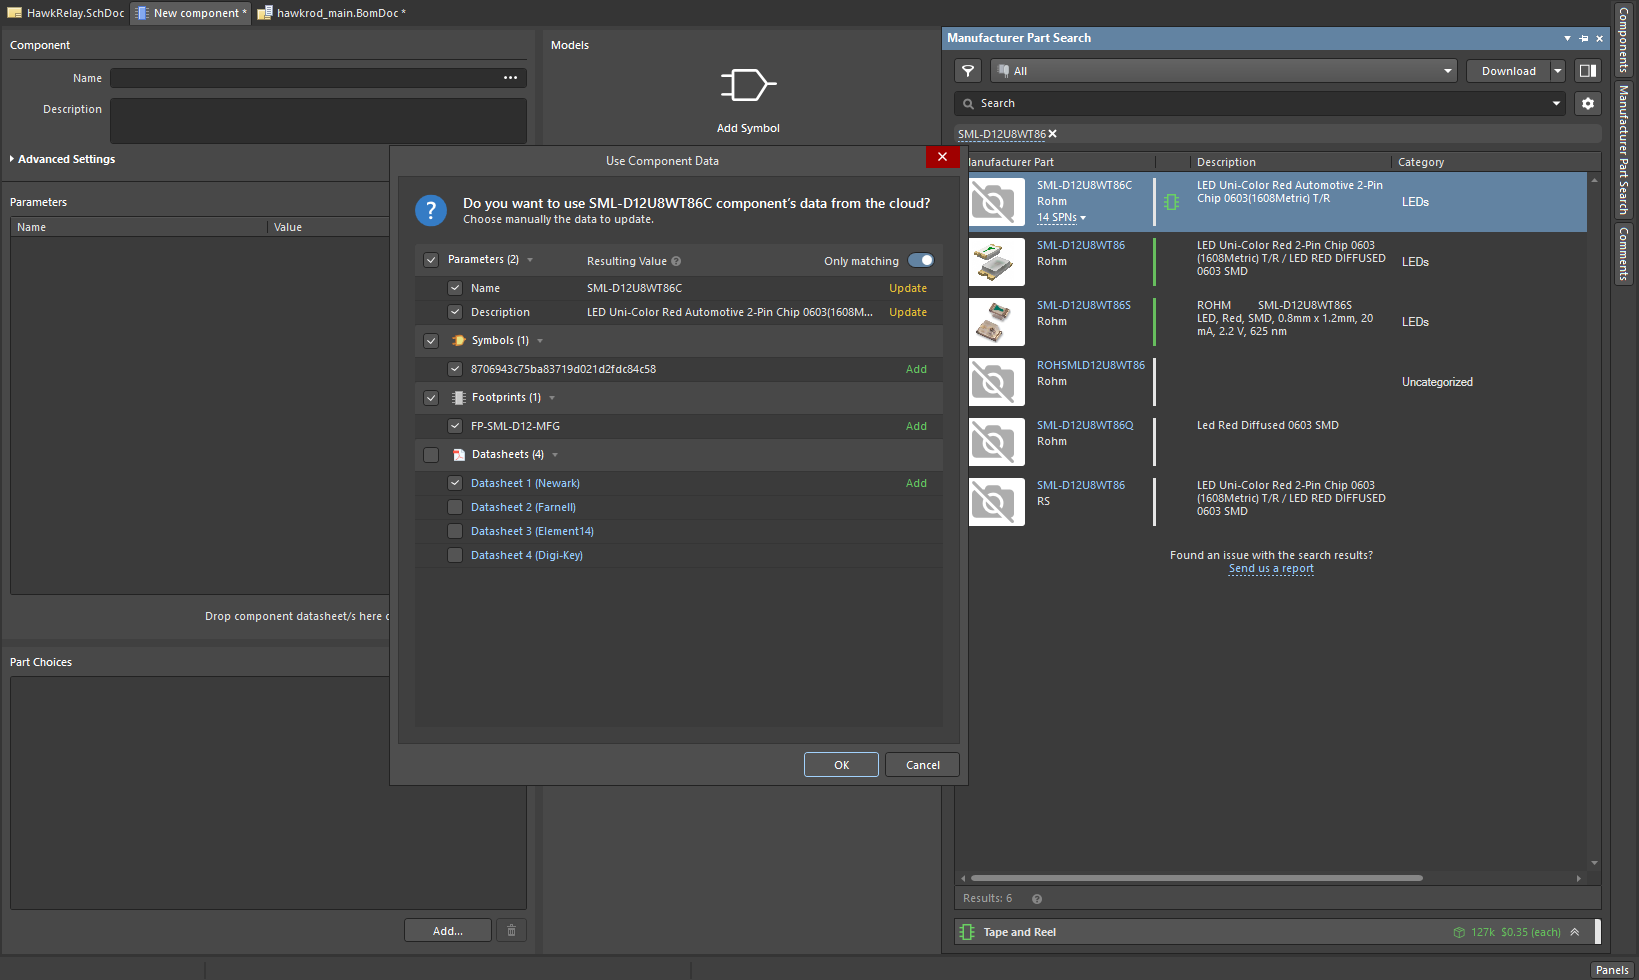 HawkRelay.SchDoc
New component *
hawkrod_main.BomDoc *
Component
Name
Description
Advanced Settings
Parameters
Name Value
Drop component datasheet/s here
Part Choices
Add...
Models
Add Symbol
Use Component Data
Do you want to use SML-D12U8WT86C component's data from the cloud?
Choose manually the data to update.
Parameters (2) Resulting Value Only matching
Name SML-D12U8WT86C Update
Description LED Uni-Color Red Automotive 2-Pin Chip 0603(1608M... Update
Symbols (1)
8706943c75ba83719d021d2fdc84c58 Add
Footprints (1)
FP-SML-D12-MFG Add
Datasheets (4)
Datasheet 1 (Newark) Add
Datasheet 2 (Farnell)
Datasheet 3 (Element14)
Datasheet 4 (Digi-Key)
OK Cancel
Manufacturer Part Search
All
Download
Search
SML-D12U8WT86
anufacturer Part Description Category
SML-D12U8WT86C
Rohm
14 SPNs
LED Uni-Color Red Automotive 2-Pin
Chip 0603(1608Metric) T/R
LEDs
SML-D12U8WT86
Rohm
LED Uni-Color Red 2-Pin Chip 0603
(1608Metric) T/R / LED RED DIFFUSED
0603 SMD
LEDs
SML-D12U8WT86S
Rohm
ROHM SML-D12U8WT86S
LED, Red, SMD, 0.8mm x 1.2mm, 20
mA, 2.2 V, 625 nm
LEDs
ROHSMLD12U8WT86
Rohm
Uncategorized
SML-D12U8WT86Q
Rohm
Led Red Diffused 0603 SMD
SML-D12U8WT86
RS
LED Uni-Color Red 2-Pin Chip 0603
(1608Metric) T/R / LED RED DIFFUSED
0603 SMD
Found an issue with the search results?
Send us a report
Results: 6
Tape and Reel
127k $0.35 (each)
Components
Manufacturer Part Search
Comments
Panels